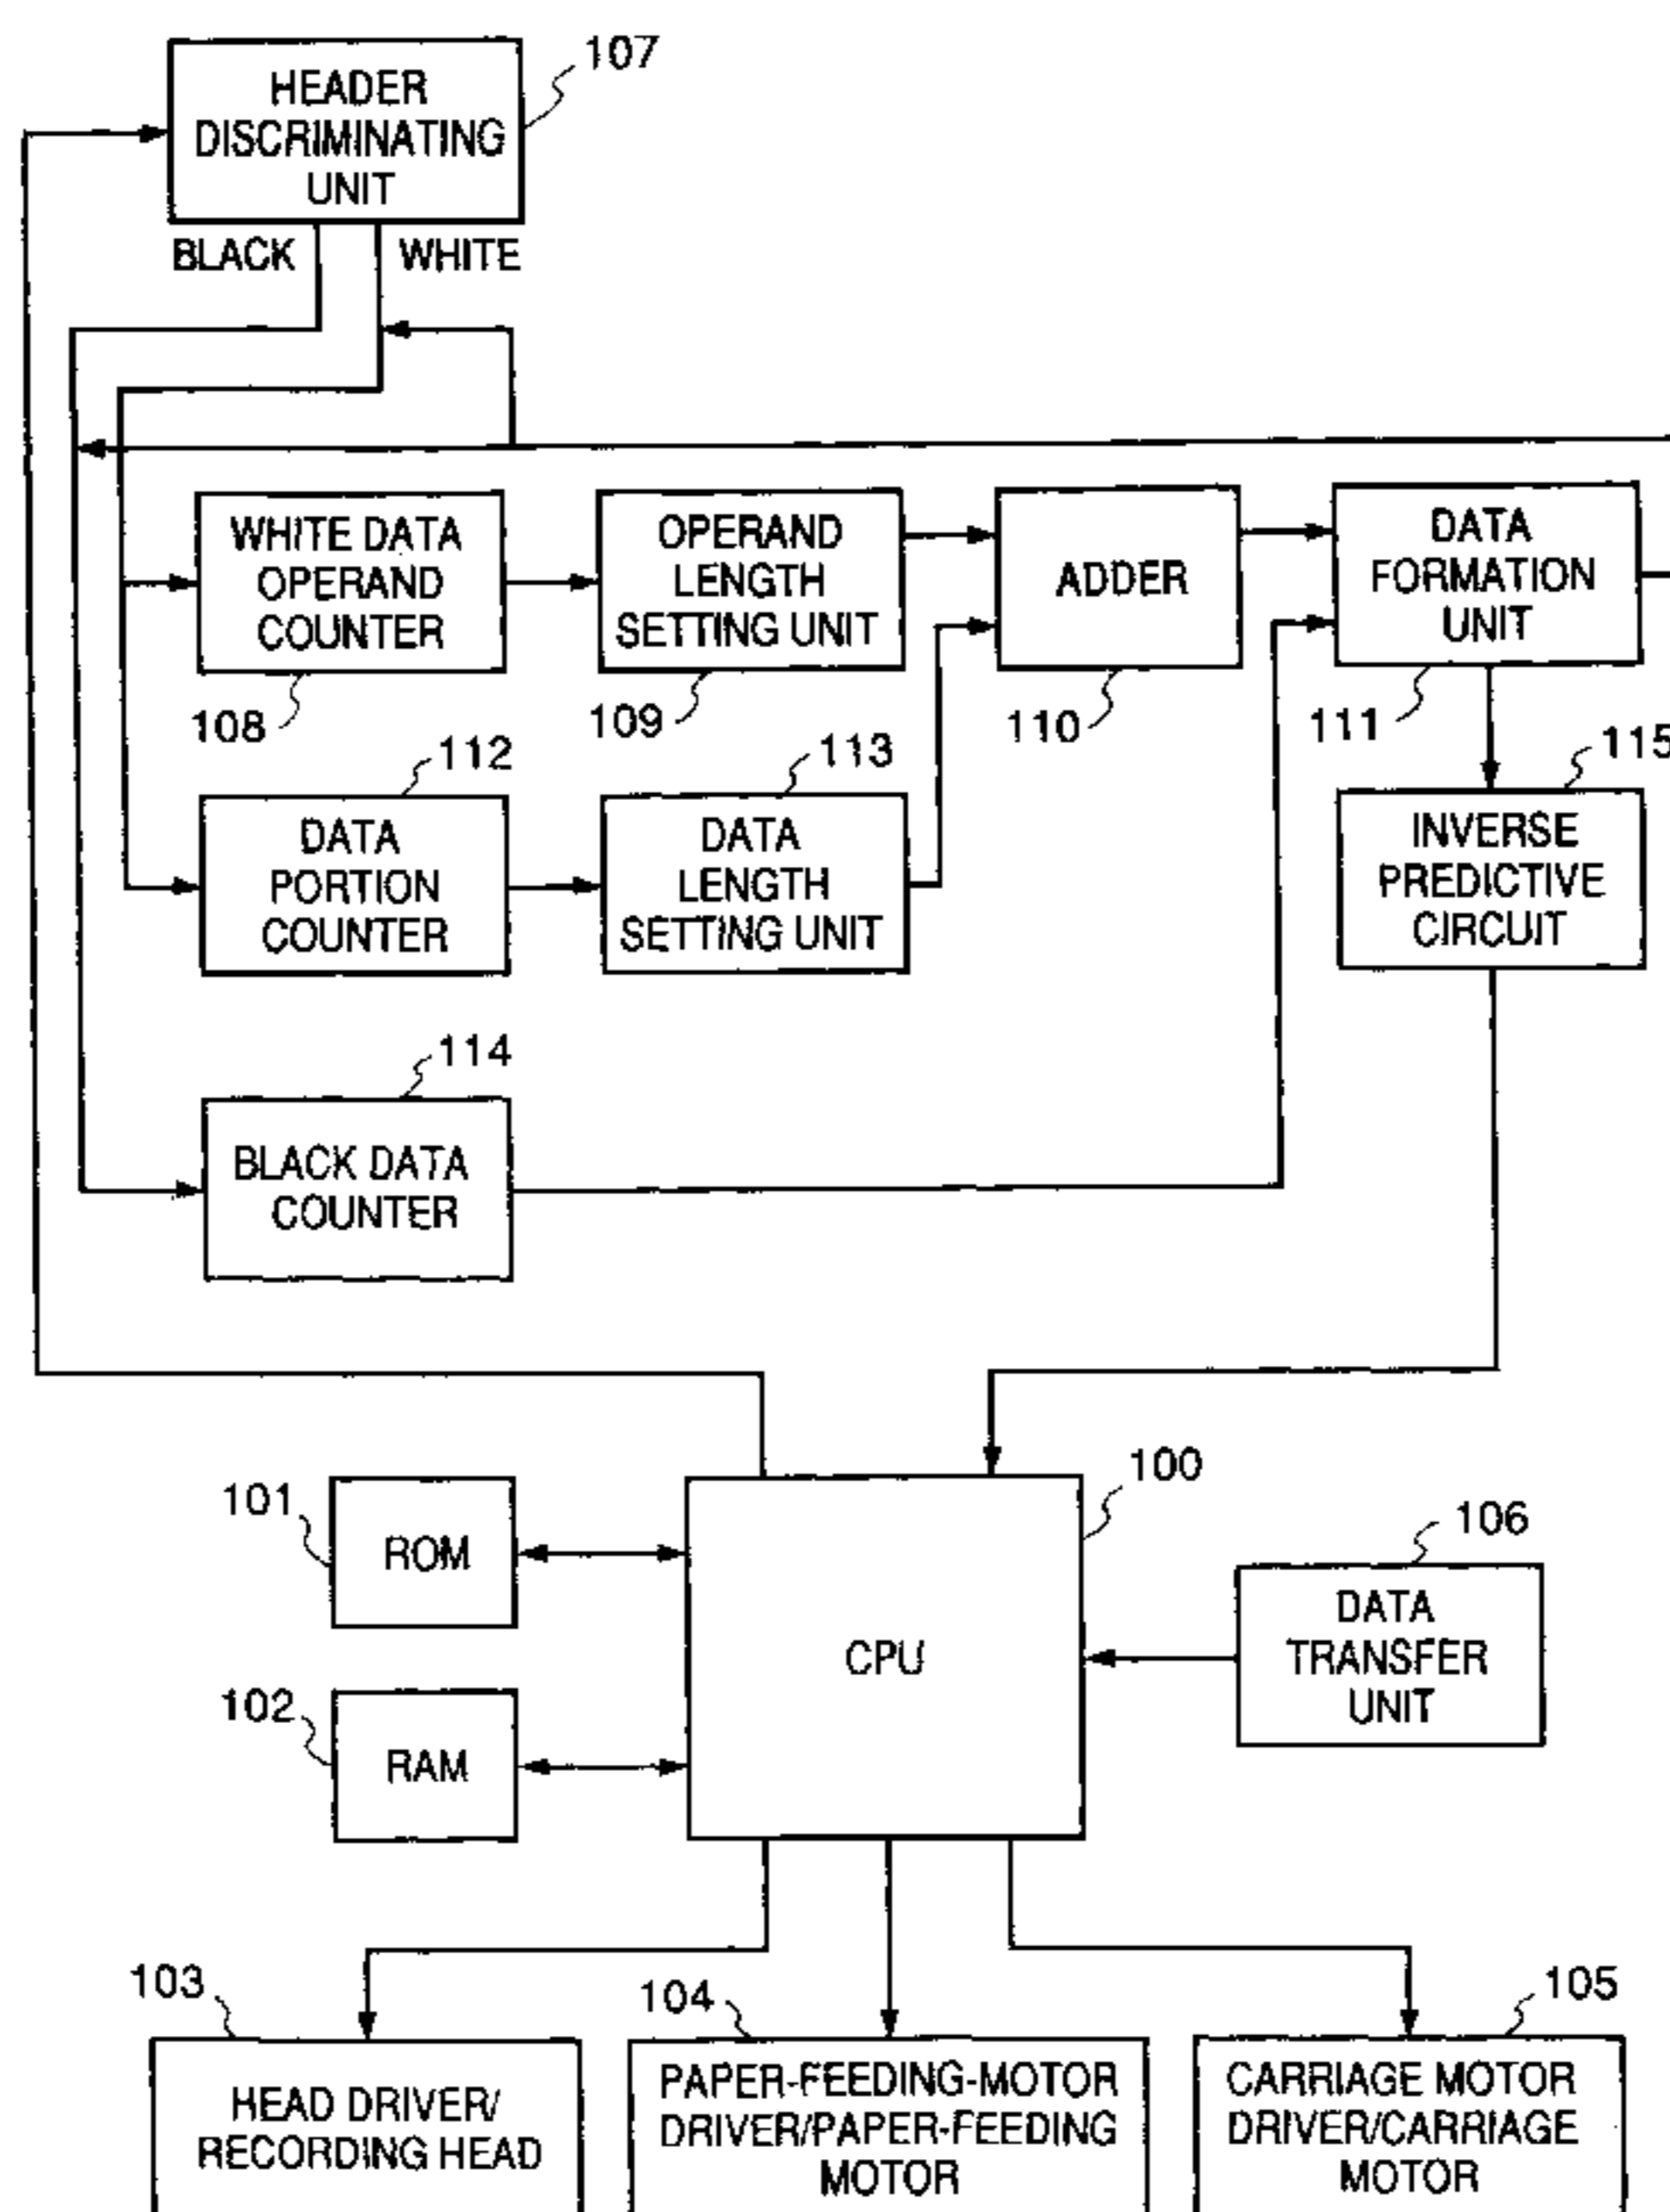 107
HEADER
DISCRIMINATING
UNIT
BLACK
WHITE
WHITE DATA
OPERAND
COUNTER
108
OPERAND
LENGTH
SETTING UNIT
109
ADDER
110
DATA
FORMATION
UNIT
111
112
DATA
PORTION
COUNTER
113
DATA
LENGTH
SETTING UNIT
115
INVERSE
PREDICTIVE
CIRCUIT
114
BLACK DATA
COUNTER
100
CPU
101
ROM
102
RAM
106
DATA
TRANSFER
UNIT
103
HEAD DRIVER/
RECORDING HEAD
104
PAPER-FEEDING-MOTOR
DRIVER/PAPER-FEEDING
MOTOR
105
CARRIAGE MOTOR
DRIVER/CARRIAGE
MOTOR